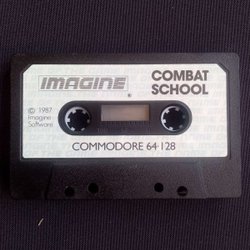 IMAGINE
COMBAT
SCHOOL
© 1987
Imagine
Software
COMMODORE 64·128